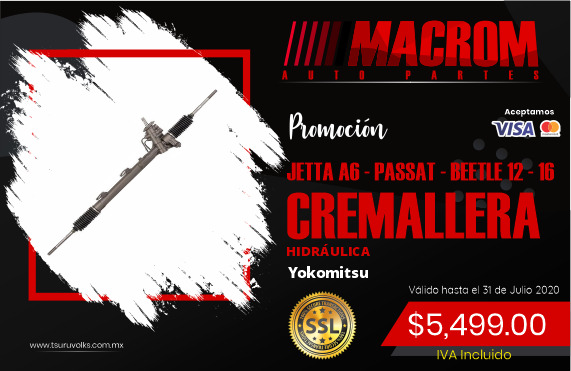 MACROM
AUTO PARTES
Aceptamos
VISA
Promoción
JETTA A6 - PASSAT - BEETLE 12 - 16
CREMALLERA
HIDRÁULICA
Yokomitsu
SSL
Válido hasta el 31 de Julio 2020
$5,499.00
IVA Incluido
www.tsuruvolks.com.mx